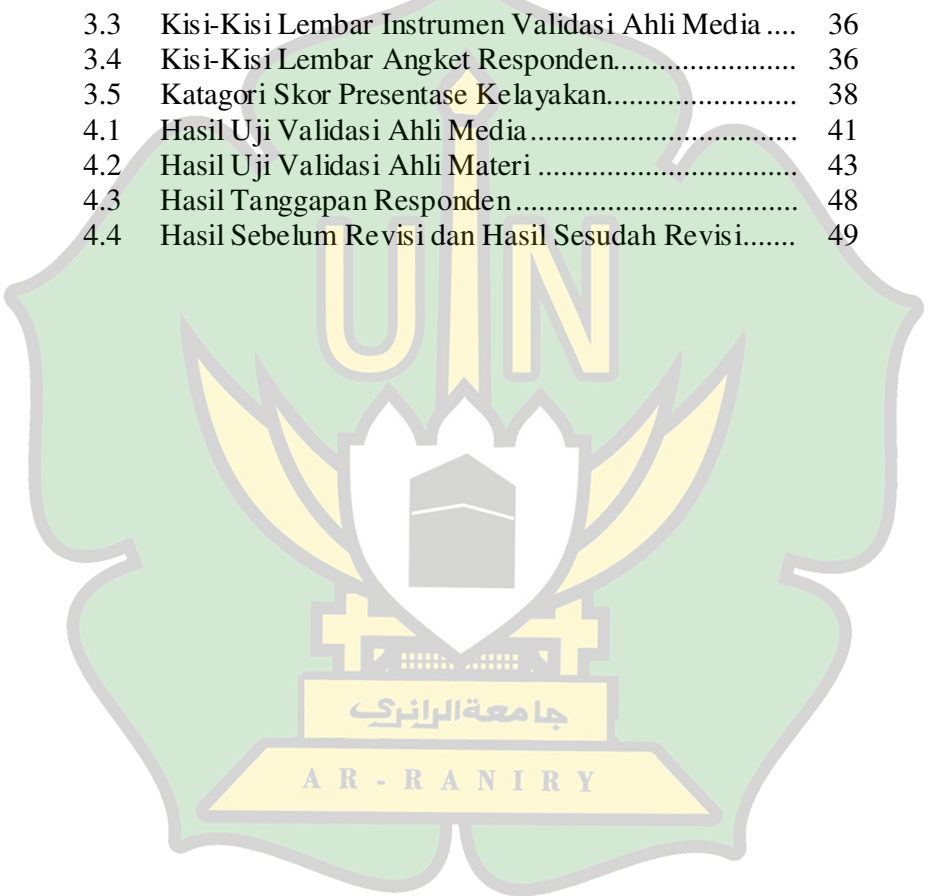 3.3 Kisi-Kisi Lembar Instrumen Validasi Ahli Media .... 36
3.4 Kisi-Kisi Lembar Angket Responden........................ 36
3.5 Katagori Skor Presentase Kelayakan......................... 38
4.1 Hasil Uji Validasi Ahli Media................................... 41
4.2 Hasil Uji Validasi Ahli Materi .................................. 43
4.3 Hasil Tanggapan Responden..................................... 48
4.4 Hasil Sebelum Revisi dan Hasil Sesudah Revisi....... 49
UIN
جامعة الرانري
AR-RANIRY